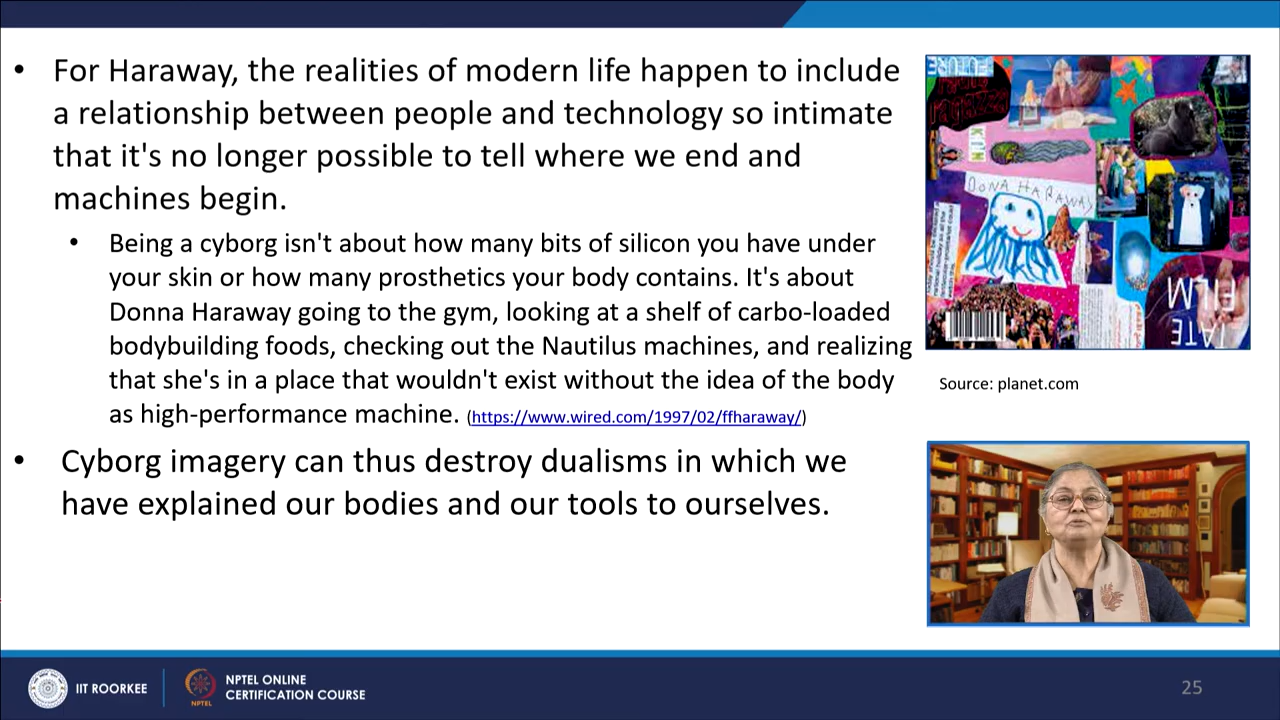 • For Haraway, the realities of modern life happen to include
a relationship between people and technology so intimate
that it's no longer possible to tell where we end and
machines begin.
• Being a cyborg isn't about how many bits of silicon you have under
your skin or how many prosthetics your body contains. It's about
Donna Haraway going to the gym, looking at a shelf of carbo-loaded
bodybuilding foods, checking out the Nautilus machines, and realizing
that she's in a place that wouldn't exist without the idea of the body
as high-performance machine. (https://www.wired.com/1997/02/ffharaway/)
• Cyborg imagery can thus destroy dualisms in which we
have explained our bodies and our tools to ourselves.
FUTURE
KIN
DONA HARAWAY
FILM
TATE
Source: planet.com
IIT ROORKEE
NPTEL
NPTEL ONLINE
CERTIFICATION COURSE
25